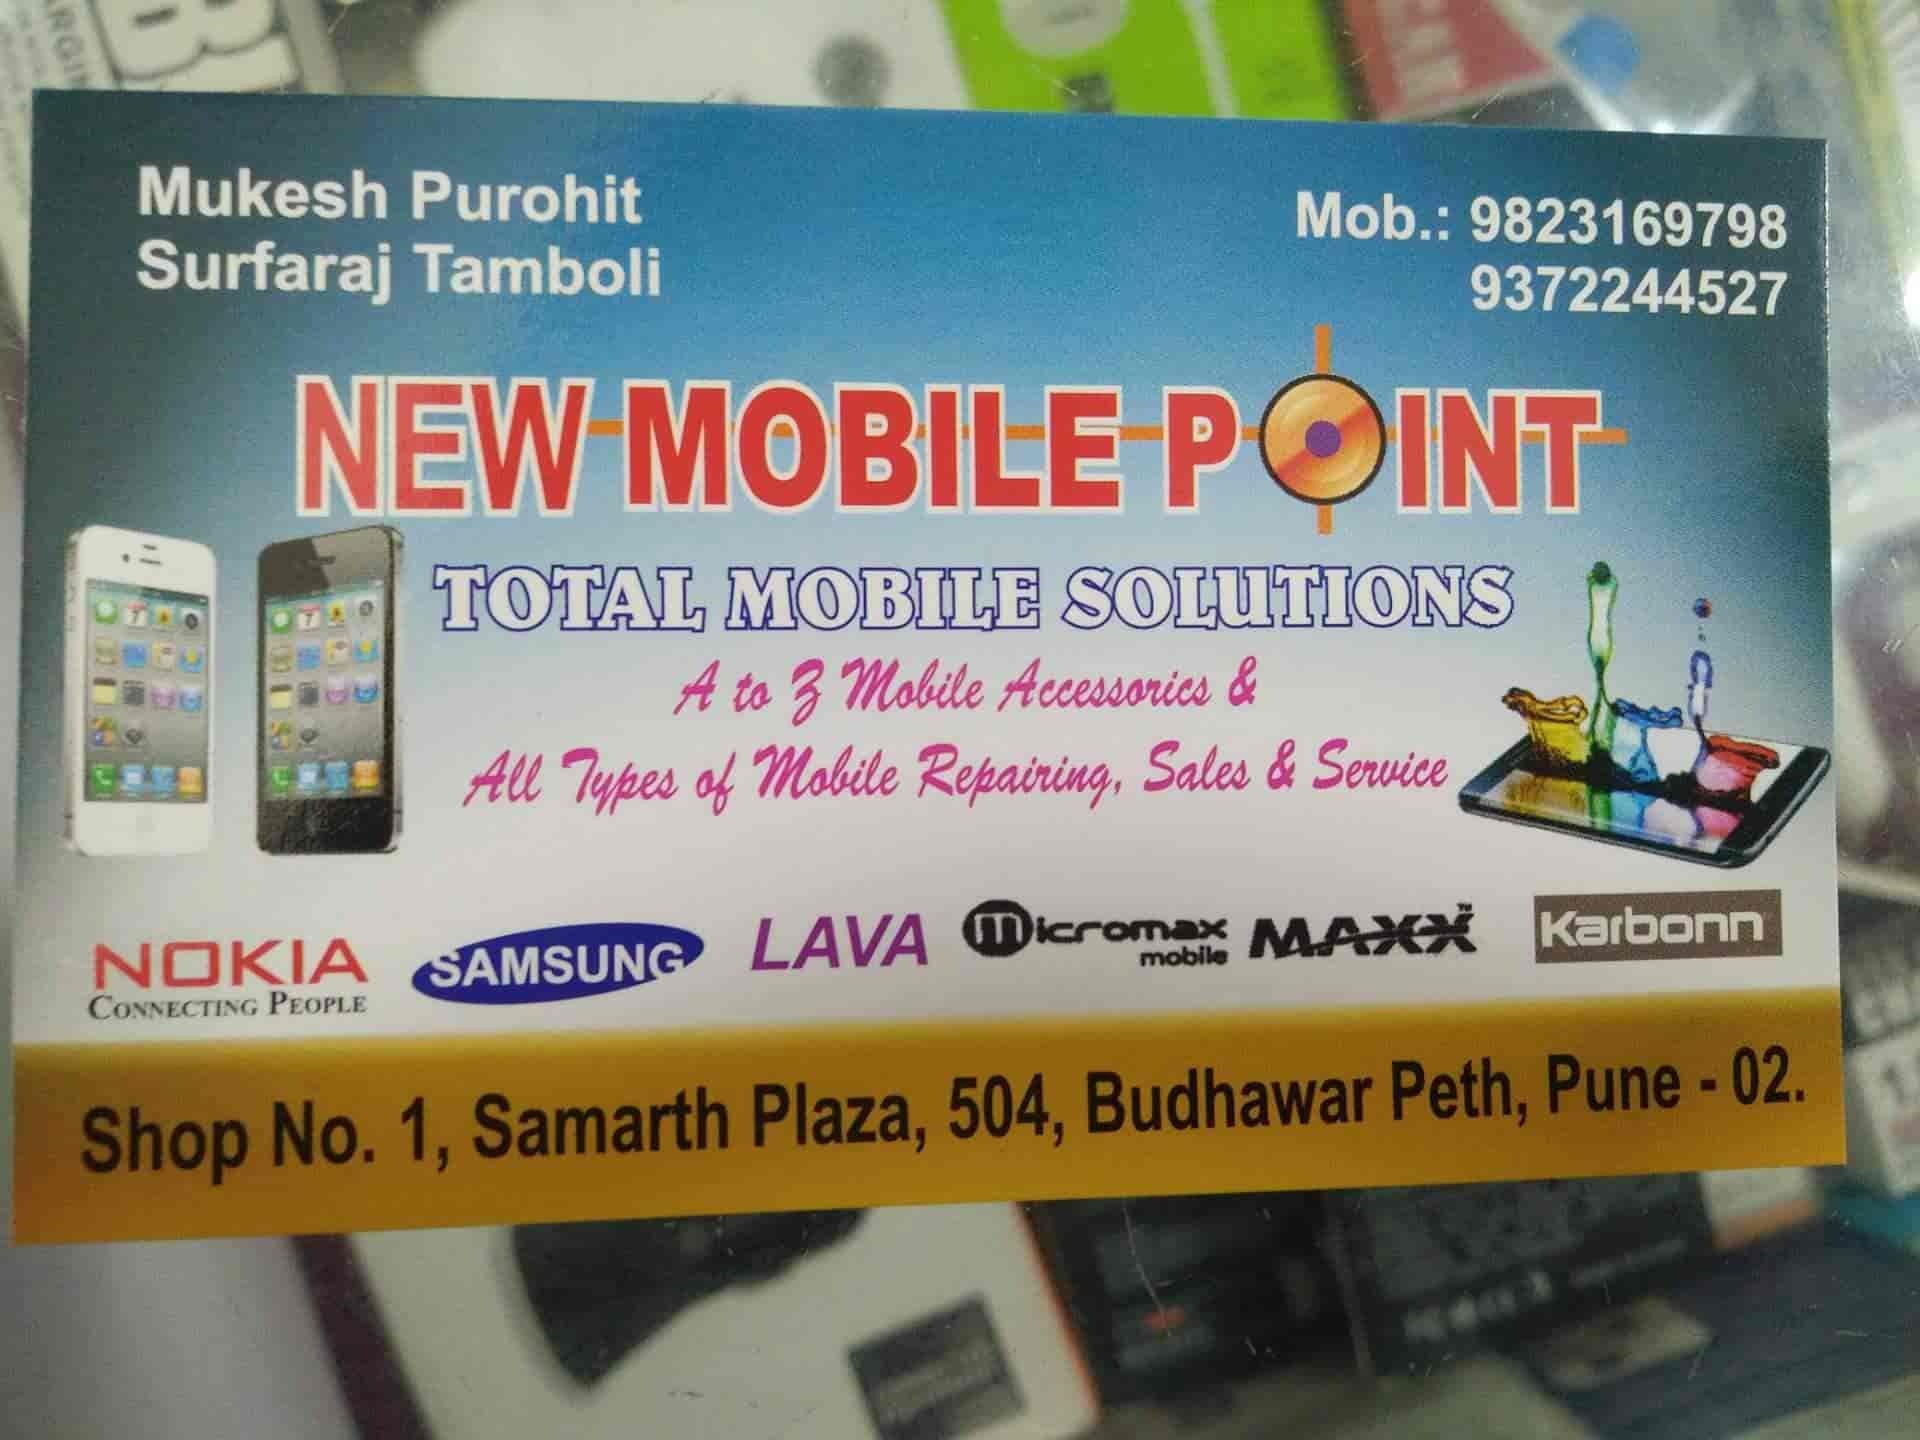 Mukesh Purohit
Surfaraj Tamboli
Mob.: 9823169798
9372244527
NEW MOBILE POINT
TOTAL MOBILE SOLUTIONS
A to Z Mobile Accessorics &
All Types of Mobile Repairing, Sales & Service
NOKIA
CONNECTING PEOPLE
SAMSUNG
LAVA
Micromax
mobile
MAXX™
Karbonn
Shop No. 1, Samarth Plaza, 504, Budhawar Peth, Pune - 02.